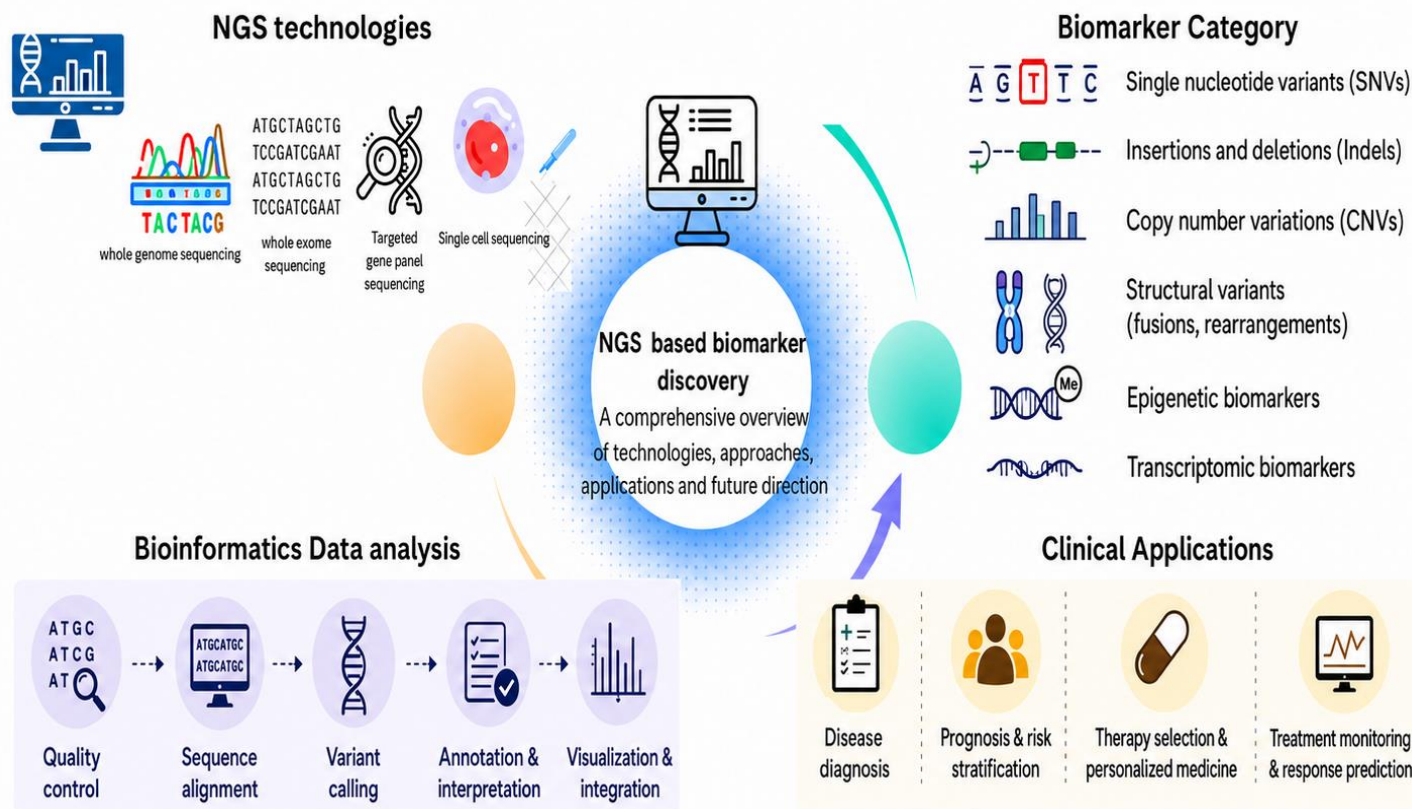 NGS technologies
TACTACG
whole genome sequencing
ATGCTAGCTG
TCCGATCGAAT
ATGCTAGCTG
TCCGATCGAAT
whole exome
sequencing
Targeted
gene panel
sequencing
Single cell sequencing
Biomarker Category
A G T T C
Single nucleotide variants (SNVs)
Insertions and deletions (Indels)
Copy number variations (CNVs)
Structural variants
(fusions, rearrangements)
Me
Epigenetic biomarkers
Transcriptomic biomarkers
NGS based biomarker
discovery
A comprehensive overview
of technologies, approaches,
applications and future direction
Bioinformatics Data analysis
ATGC
ATCG
AT
Quality
control
ATGCATGC
ATGCATGC
Sequence
alignment
Variant
calling
Annotation &
interpretation
Visualization &
integration
Clinical Applications
Disease
diagnosis
Prognosis & risk
stratification
Therapy selection &
personalized medicine
Treatment monitoring
& response prediction